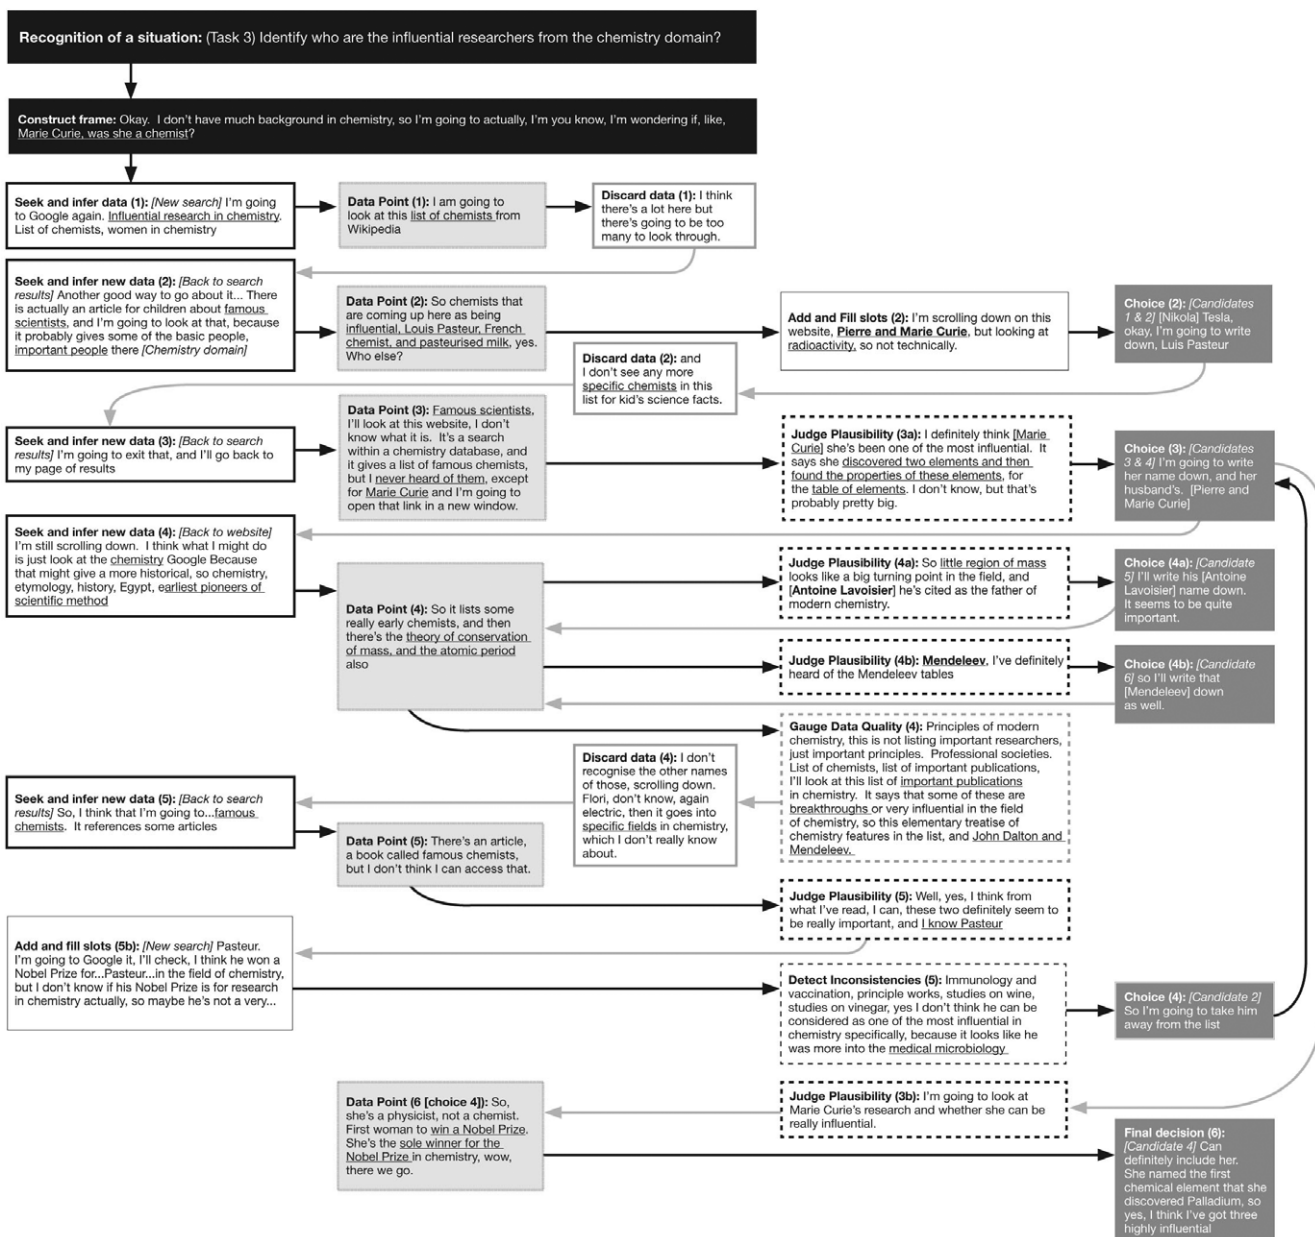 Recognition of a situation: (Task 3) Identify who are the influential researchers from the chemistry domain?
Construct frame: Okay. I don't have much background in chemistry, so I'm going to actually, I'm you know, I'm wondering if, like,
Marie Curie, was she a chemist?
Seek and infer data (1): [New search] I'm going
to Google again. Influential research in chemistry.
List of chemists, women in chemistry
Data Point (1): I am going to
look at this list of chemists from
Wikipedia
Discard data (1): I think
there's a lot here but
there's going to be too
many to look through.
Seek and infer new data (2): [Back to search
results] Another good way to go about it... There
is actually an article for children about famous
scientists, and I'm going to look at that, because
it probably gives some of the basic people,
important people there [Chemistry domain]
Data Point (2): So chemists that
are coming up here as being
influential, Louis Pasteur, French
chemist, and pasteurised milk, yes.
Who else?
Add and Fill slots (2): I'm scrolling down on this
website, Pierre and Marie Curie, but looking at
radioactivity, so not technically.
Choice (2): [Candidates
1 & 2] [Nikola] Tesla,
okay, I'm going to write
down, Luis Pasteur
Discard data (2): and
I don't see any more
specific chemists in this
list for kid's science facts.
Seek and infer new data (3): [Back to search
results] I'm going to exit that, and I'll go back to
my page of results
Data Point (3): Famous scientists,
I'll look at this website, I don't
know what it is. It's a search
within a chemistry database, and
it gives a list of famous chemists,
but I never heard of them, except
for Marie Curie and I'm going to
open that link in a new window.
Judge Plausibility (3a): I definitely think [Marie
Curie] she's been one of the most influential. It
says she discovered two elements and then
found the properties of these elements, for
the table of elements. I don't know, but that's
probably pretty big.
Choice (3): [Candidates
3 & 4] I'm going to write
her name down, and her
husband's. [Pierre and
Marie Curie]
Seek and infer new data (4): [Back to website]
I'm still scrolling down. I think what I might do
is just look at the chemistry Google Because
that might give a more historical, so chemistry,
etymology, history, Egypt, earliest pioneers of
scientific method
Data Point (4): So it lists some
really early chemists, and then
there's the theory of conservation
of mass, and the atomic period
also
Judge Plausibility (4a): So little region of mass
looks like a big turning point in the field, and
[Antoine Lavoisier] he's cited as the father of
modern chemistry.
Choice (4a): [Candidate
5] I'll write his [Antoine
Lavoisier] name down.
It seems to be quite
important.
Judge Plausibility (4b): Mendeleev, I've definitely
heard of the Mendeleev tables
Choice (4b): [Candidate
6] so I'll write that
[Mendeleev] down
as well.
Gauge Data Quality (4): Principles of modern
chemistry, this is not listing important researchers,
just important principles. Professional societies.
List of chemists, list of important publications,
I'll look at this list of important publications
in chemistry. It says that some of these are
breakthroughs or very influential in the field
of chemistry, so this elementary treatise of
chemistry features in the list, and John Dalton and
Mendeleev.
Discard data (4): I don't
recognise the other names
of those, scrolling down.
Flori, don't know, again
electric, then it goes into
specific fields in chemistry,
which I don't really know
about.
Seek and infer new data (5): [Back to search
results] So, I think that I'm going to...famous
chemists. It references some articles
Data Point (5): There's an article,
a book called famous chemists,
but I don't think I can access that.
Judge Plausibility (5): Well, yes, I think from
what I've read, I can, these two definitely seem to
be really important, and I know Pasteur
Add and fill slots (5b): [New search] Pasteur.
I'm going to Google it, I'll check, I think he won a
Nobel Prize for...Pasteur...in the field of chemistry,
but I don't know if his Nobel Prize is for research
in chemistry actually, so maybe he's not a very...
Detect Inconsistencies (5): Immunology and
vaccination, principle works, studies on wine,
studies on vinegar, yes I don't think he can be
considered as one of the most influential in
chemistry specifically, because it looks like he
was more into the medical microbiology
Choice (4): [Candidate 2]
So I'm going to take him
away from the list
Data Point (6 [choice 4]): So,
she's a physicist, not a chemist.
First woman to win a Nobel Prize.
She's the sole winner for the
Nobel Prize in chemistry, wow,
there we go.
Judge Plausibility (3b): I'm going to look at
Marie Curie's research and whether she can be
really influential.
Final decision (6):
[Candidate 4] Can
definitely include her.
She named the first
chemical element that she
discovered Palladium, so
yes, I think I've got three
highly influential